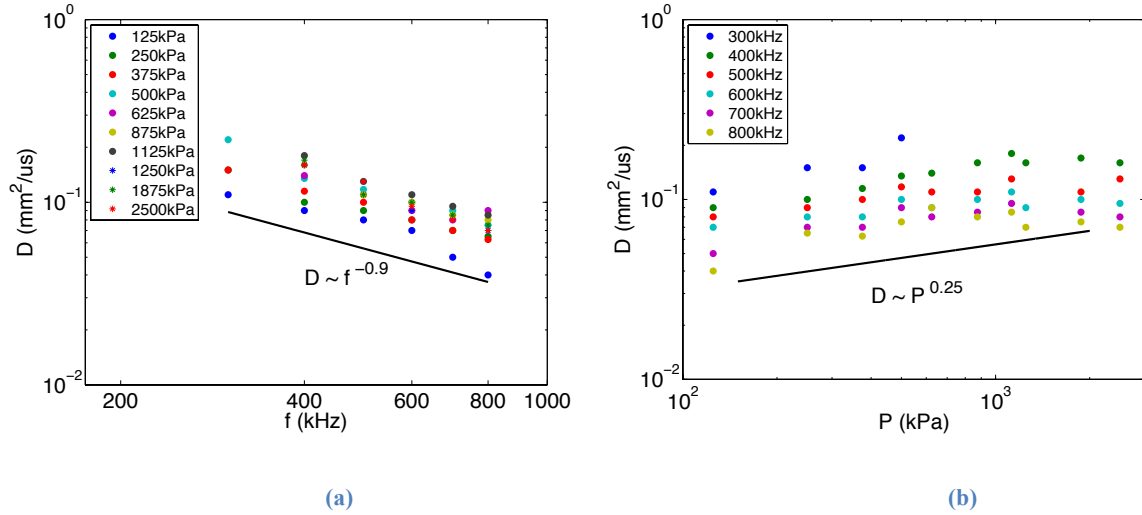 10^0
125kPa
250kPa
375kPa
500kPa
625kPa
875kPa
1125kPa
1250kPa
1875kPa
2500kPa
D (mm^2/us)
10^-1
D ~ f^-0.9
10^-2
200
400
600
800
1000
f (kHz)
(a)
10^0
300kHz
400kHz
500kHz
600kHz
700kHz
800kHz
D (mm^2/us)
10^-1
D ~ P^0.25
10^-2
10^2
10^3
P (kPa)
(b)